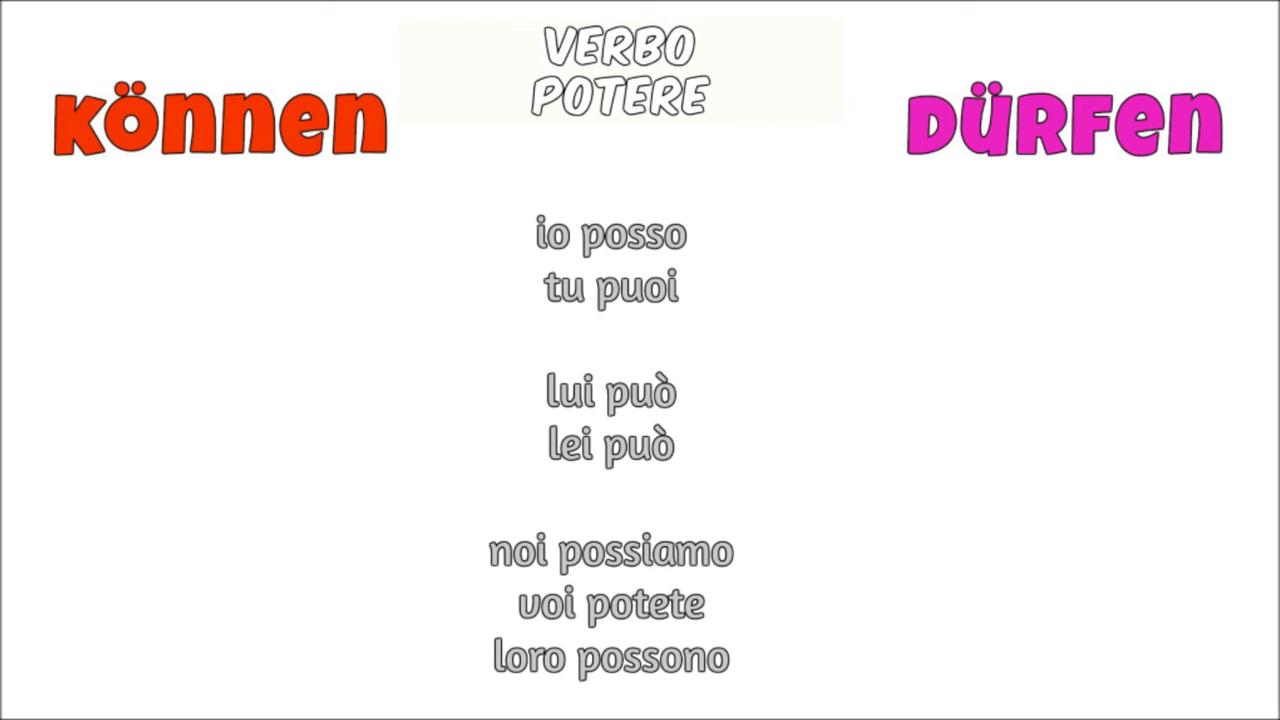 VERBO
POTERE
Können
Dürfen
io posso
tu puoi
lui può
lei può
noi possiamo
voi potete
loro possono